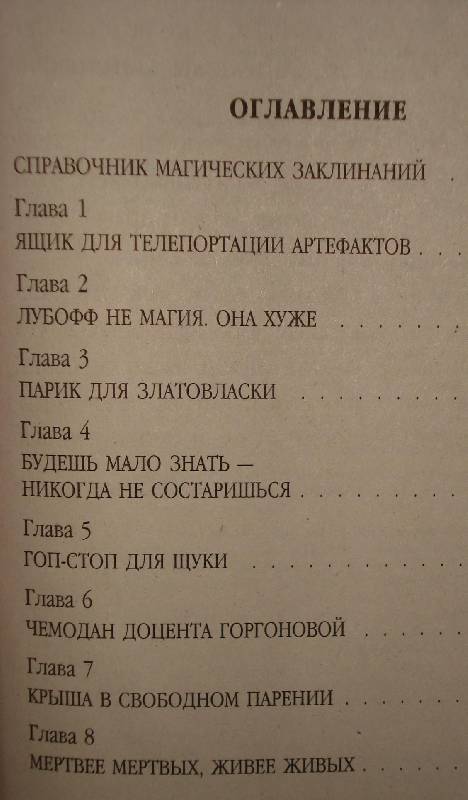 ОГЛАВЛЕНИЕ
СПРАВОЧНИК МАГИЧЕСКИХ ЗАКЛИНАНИЙ .
Глава 1
ЯЩИК ДЛЯ ТЕЛЕПОРТАЦИИ АРТЕФАКТОВ . . .
Глава 2
ЛУБОФФ НЕ МАГИЯ. ОНА ХУЖЕ . . . . . . .
Глава 3
ПАРИК ДЛЯ ЗЛАТОВЛАСКИ . . . . . . . .
Глава 4
БУДЕШЬ МАЛО ЗНАТЬ —
НИКОГДА НЕ СОСТАРИШЬСЯ . . . . . . . .
Глава 5
ГОП-СТОП ДЛЯ ЩУКИ . . . . . . . . . . .
Глава 6
ЧЕМОДАН ДОЦЕНТА ГОРГОНОВОЙ . . . . .
Глава 7
КРЫША В СВОБОДНОМ ПАРЕНИИ . . . . . . .
Глава 8
МЕРТВЕЕ МЕРТВЫХ, ЖИВЕЕ ЖИВЫХ . . . . . .